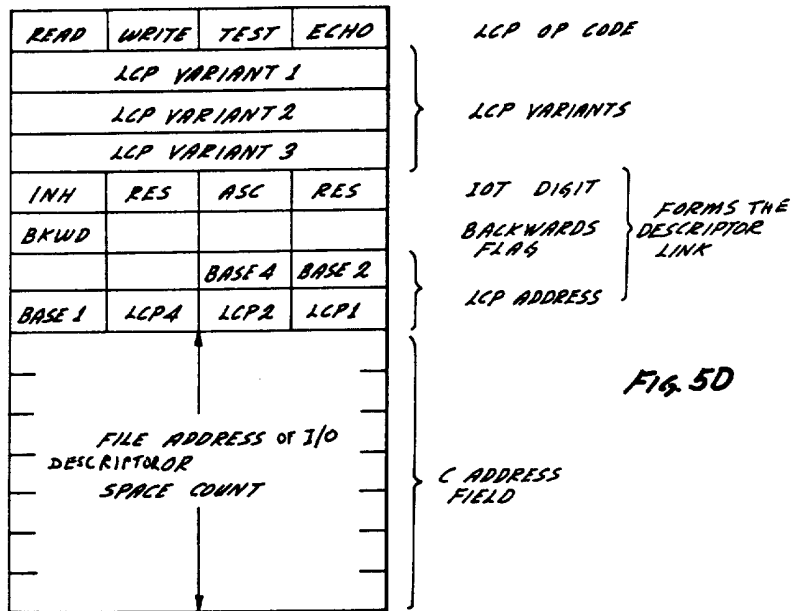 READ WRITE TEST ECHO LCP OP CODE
LCP VARIANT 1
LCP VARIANT 2 LCP VARIANTS
LCP VARIANT 3
INH RES ASC RES IOT DIGIT
BKWD BACKWARDS FLAG
FORMS THE DESCRIPTOR LINK
BASE 4 BASE 2
LCP ADDRESS
BASE 1 LCP4 LCP2 LCP1
FIG. 5D
FILE ADDRESS OF I/O
DESCRIPTOROR
SPACE COUNT
C ADDRESS
FIELD